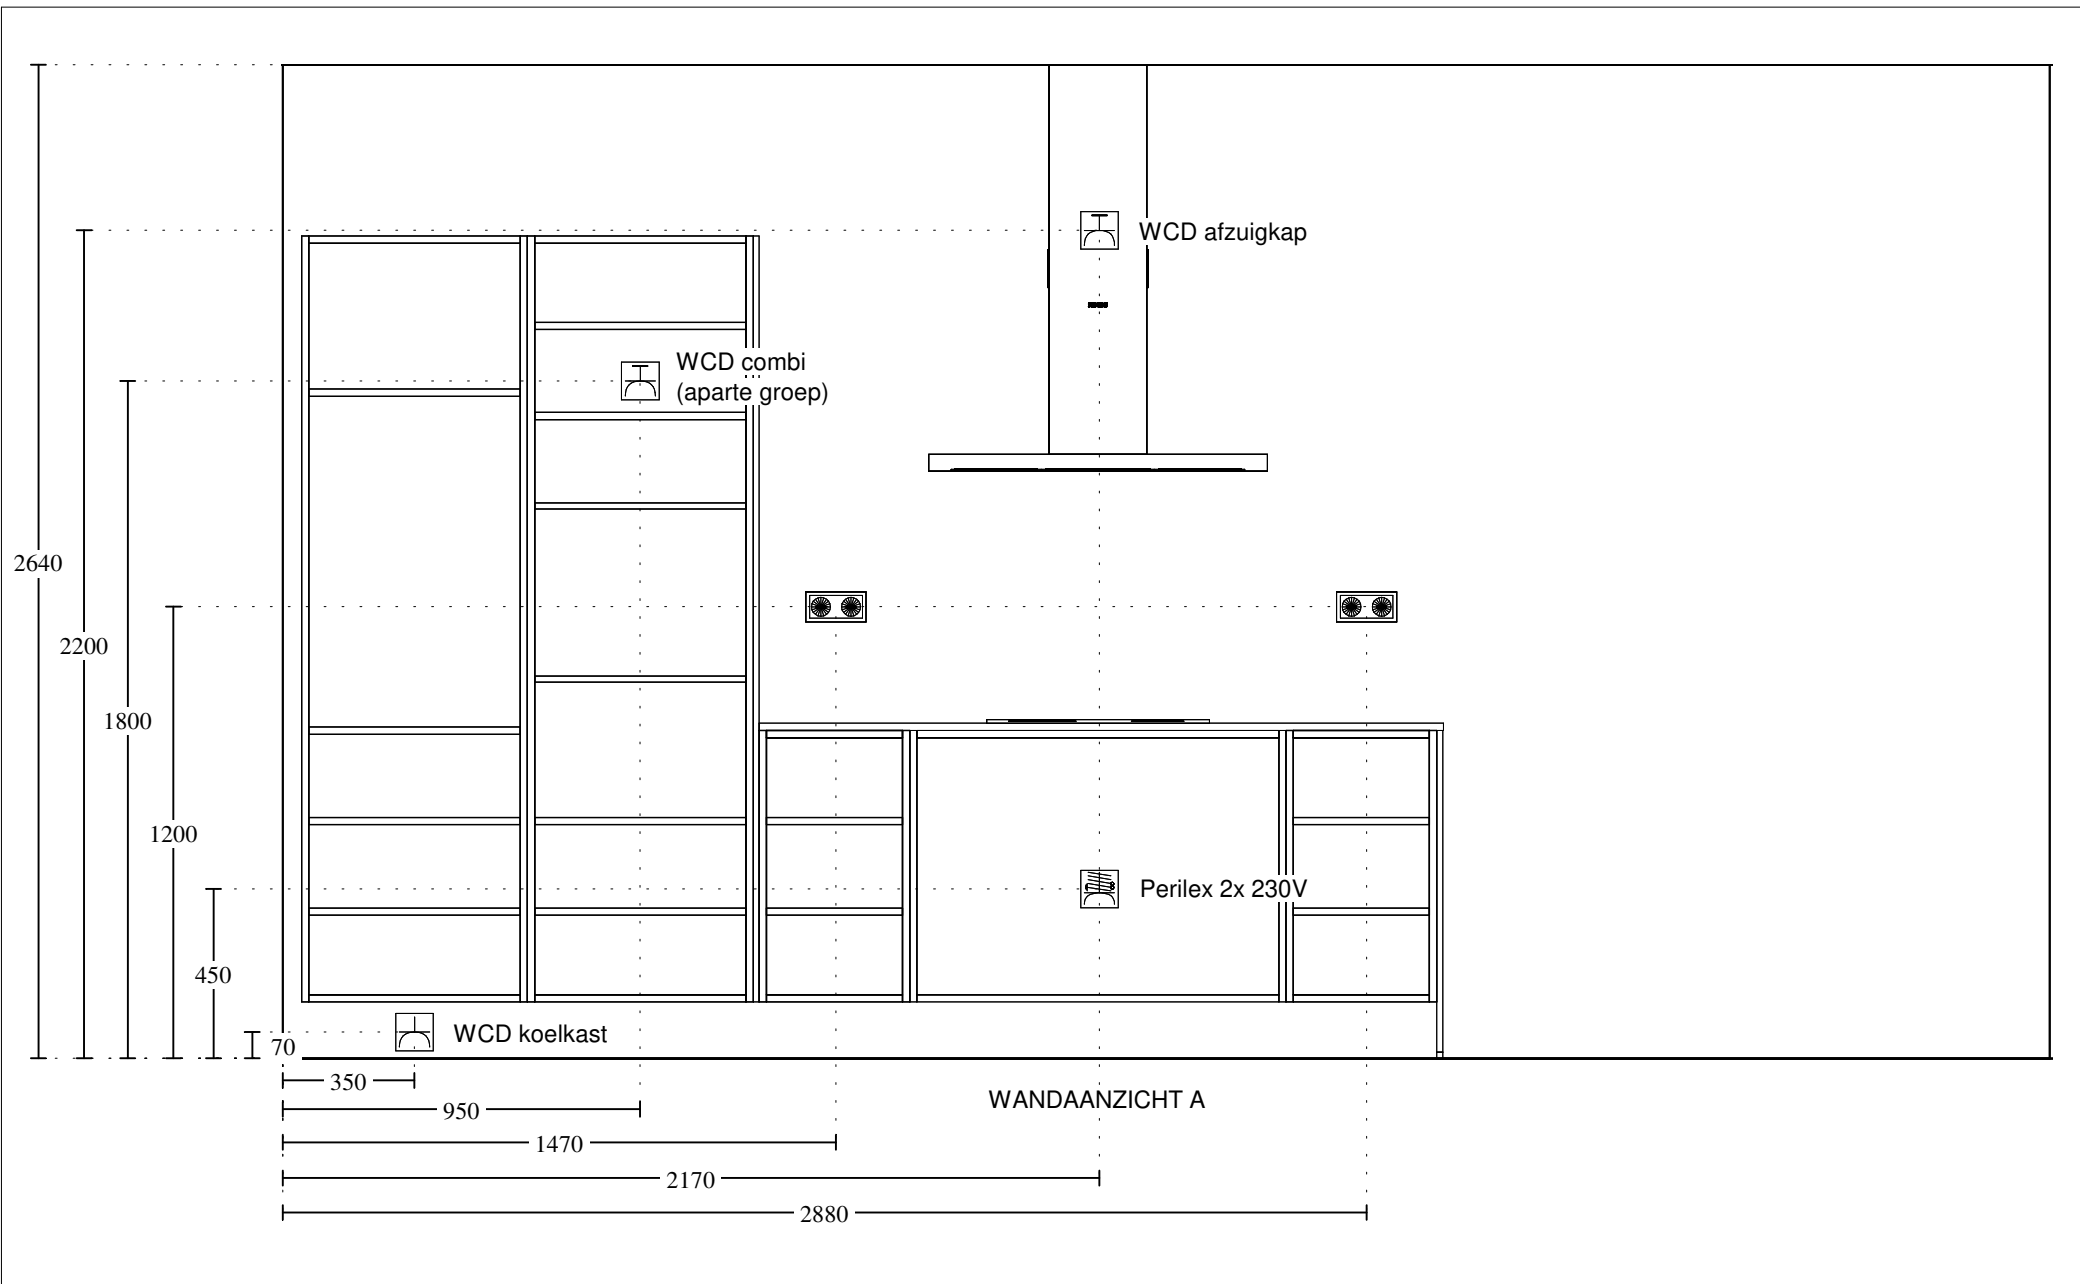 WCD afzuigkap
WCD combi
(aparte groep)
2640
2200
1800
1200
450
Perilex 2x 230V
WCD koelkast
70
350
950
WANDAANZICHT A
1470
2170
2880